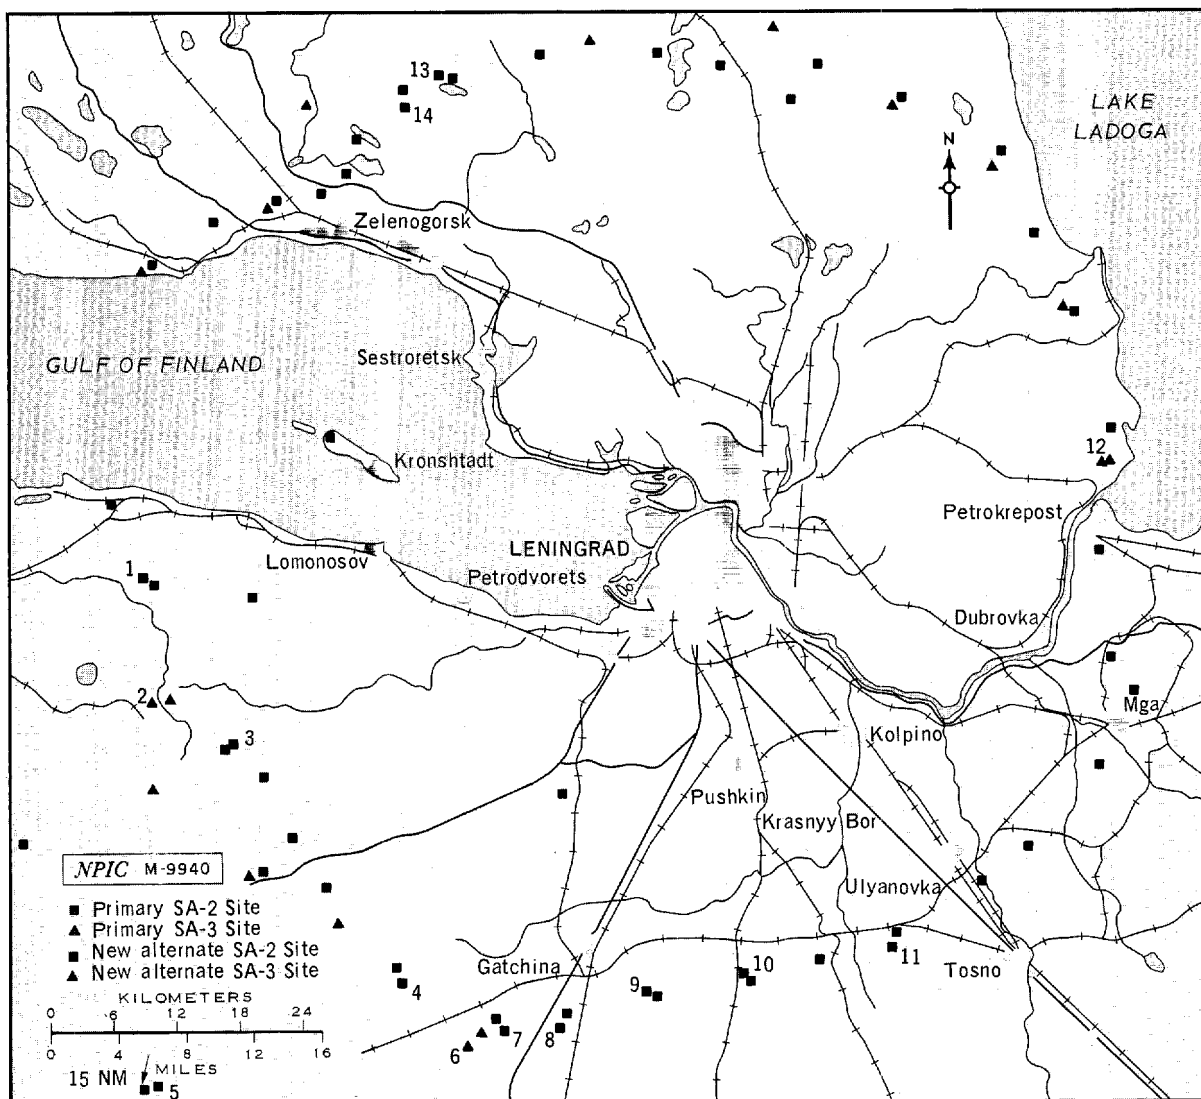 13
14
LAKE
LADOGA
N
Zelenogorsk
GULF OF FINLAND
Sestroretsk
Kronshtadt
12
Petrokrepost
LENINGRAD
Lomonosov
Petrodvorets
1
Dubrovka
2
Mga
3
Kolpino
Pushkin
Krasnyy Bor
NPIC M-9940
Ulyanovka
Primary SA-2 Site
Primary SA-3 Site
New alternate SA-2 Site
New alternate SA-3 Site
Gatchina
4
9
10
11
Tosno
KILOMETERS
0 6 12 18 24
0 4 8 12 16
MILES
6
7
8
15 NM
5